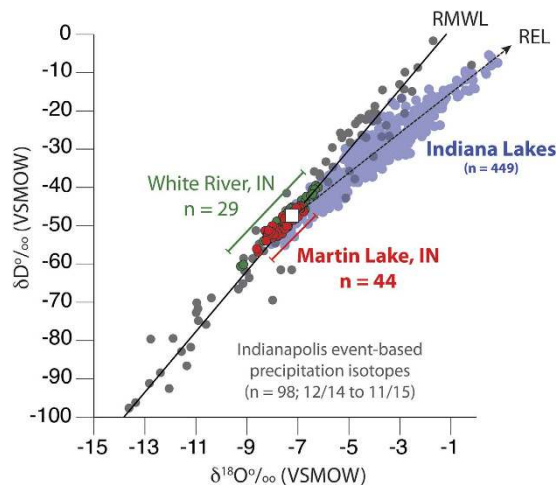 RMWL
REL
Indiana Lakes
(n = 449)
White River, IN
n = 29
Martin Lake, IN
n = 44
Indianapolis event-based
precipitation isotopes
(n = 98; 12/14 to 11/15)
δD‰ (VSMOW)
0
-10
-20
-30
-40
-50
-60
-70
-80
-90
-100
-15 -13 -11 -9 -7 -5 -3 -1
δ¹⁸O‰ (VSMOW)